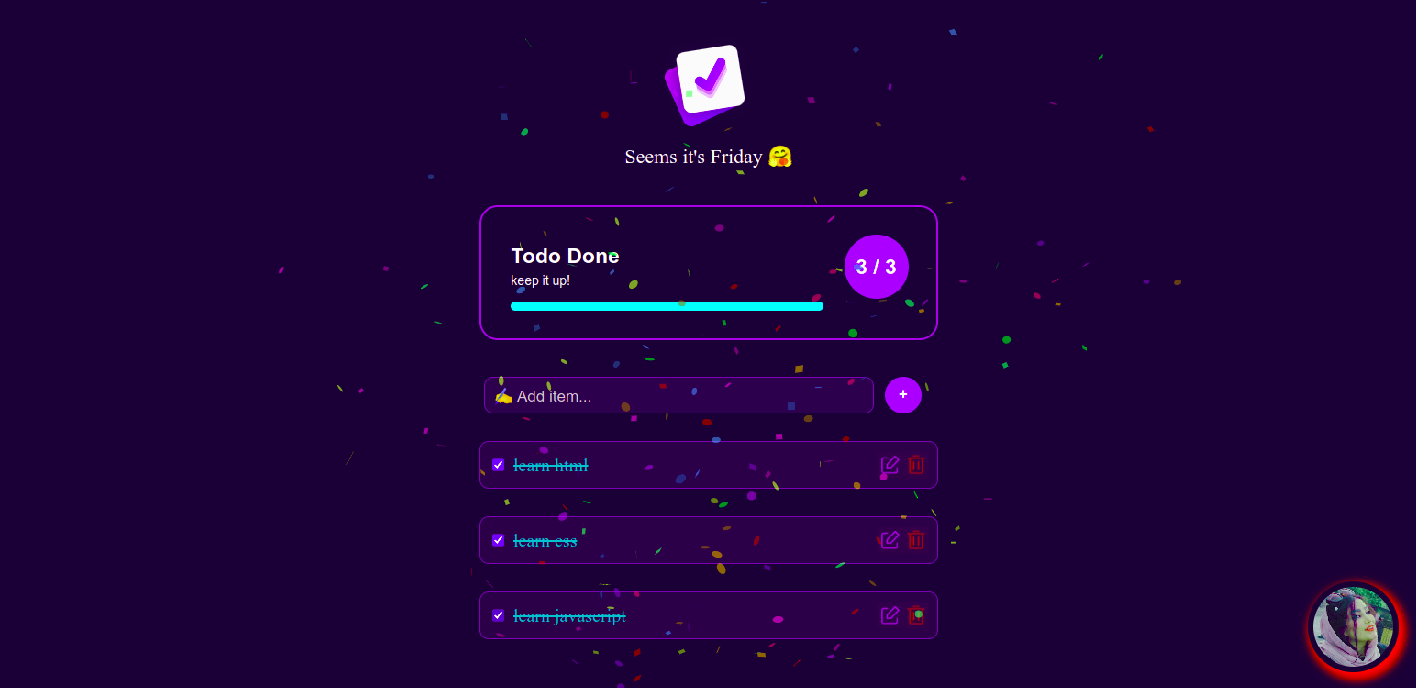 Seems it's Friday 🤗
Todo Done
keep it up!
3 / 3
✍️ Add item...
+
learn html
learn css
learn javascript